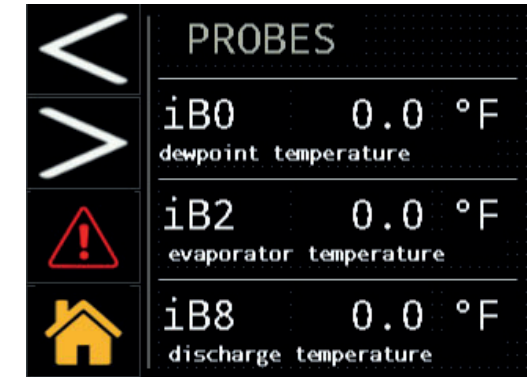 PROBES
iB0 0.0 °F
dewpoint temperature
iB2 0.0 °F
evaporator temperature
iB8 0.0 °F
discharge temperature